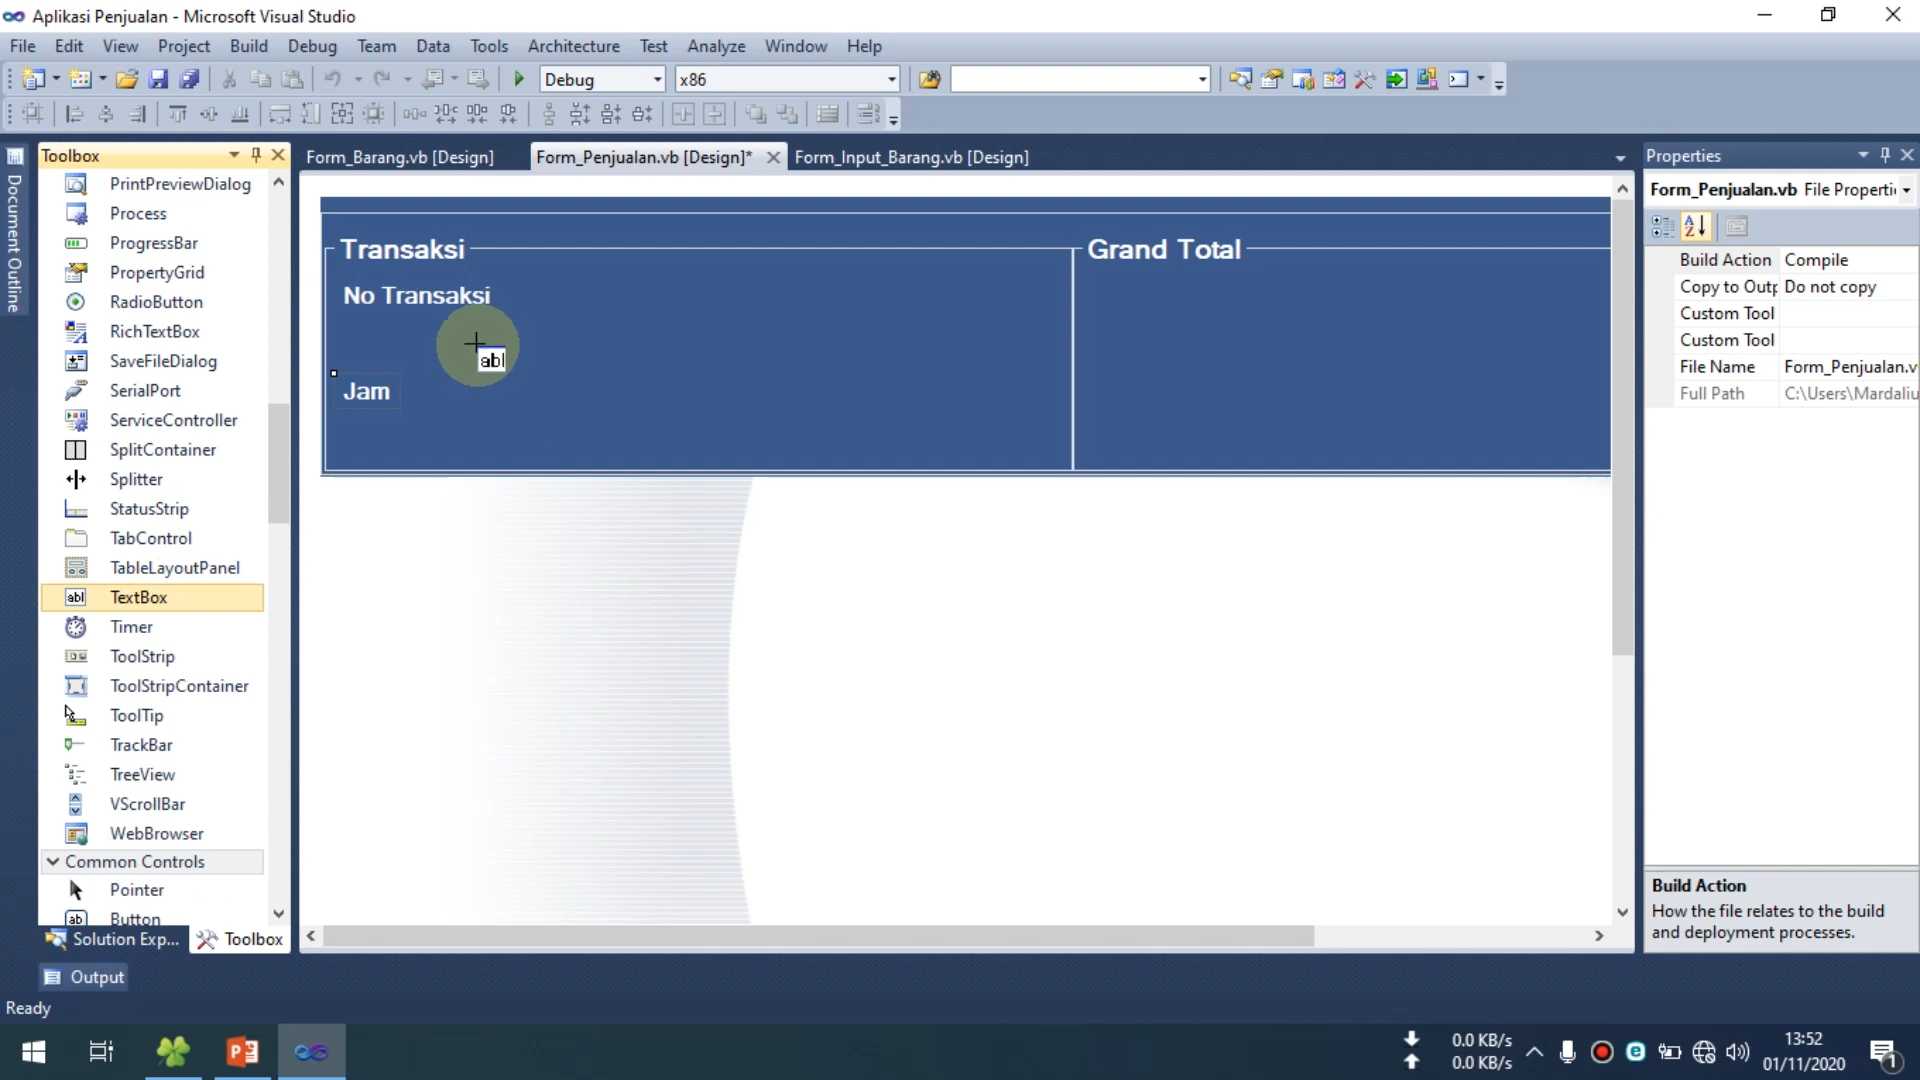 Aplikasi Penjualan - Microsoft Visual Studio
File Edit View Project Build Debug Team Data Tools Architecture Test Analyze Window Help
Debug x86
Toolbox
Form_Barang.vb [Design] Form_Penjualan.vb [Design]* Form_Input_Barang.vb [Design]
Properties
Document Outline
PrintPreviewDialog
Process
ProgressBar
PropertyGrid
RadioButton
RichTextBox
SaveFileDialog
SerialPort
ServiceController
SplitContainer
Splitter
StatusStrip
TabControl
TableLayoutPanel
abl TextBox
Timer
ToolStrip
ToolStripContainer
ToolTip
TrackBar
TreeView
VScrollBar
WebBrowser
Common Controls
Pointer
ab Button
Solution Exp... Toolbox
Transaksi
Grand Total
No Transaksi
abl
Jam
Form_Penjualan.vb File Properti
Build Action Compile
Copy to Outp Do not copy
Custom Tool
Custom Tool
File Name Form_Penjualan.v
Full Path C:\Users\Mardaliu
Build Action
How the file relates to the build
and deployment processes.
Output
Ready
0.0 KB/s
0.0 KB/s
13:52
01/11/2020
1